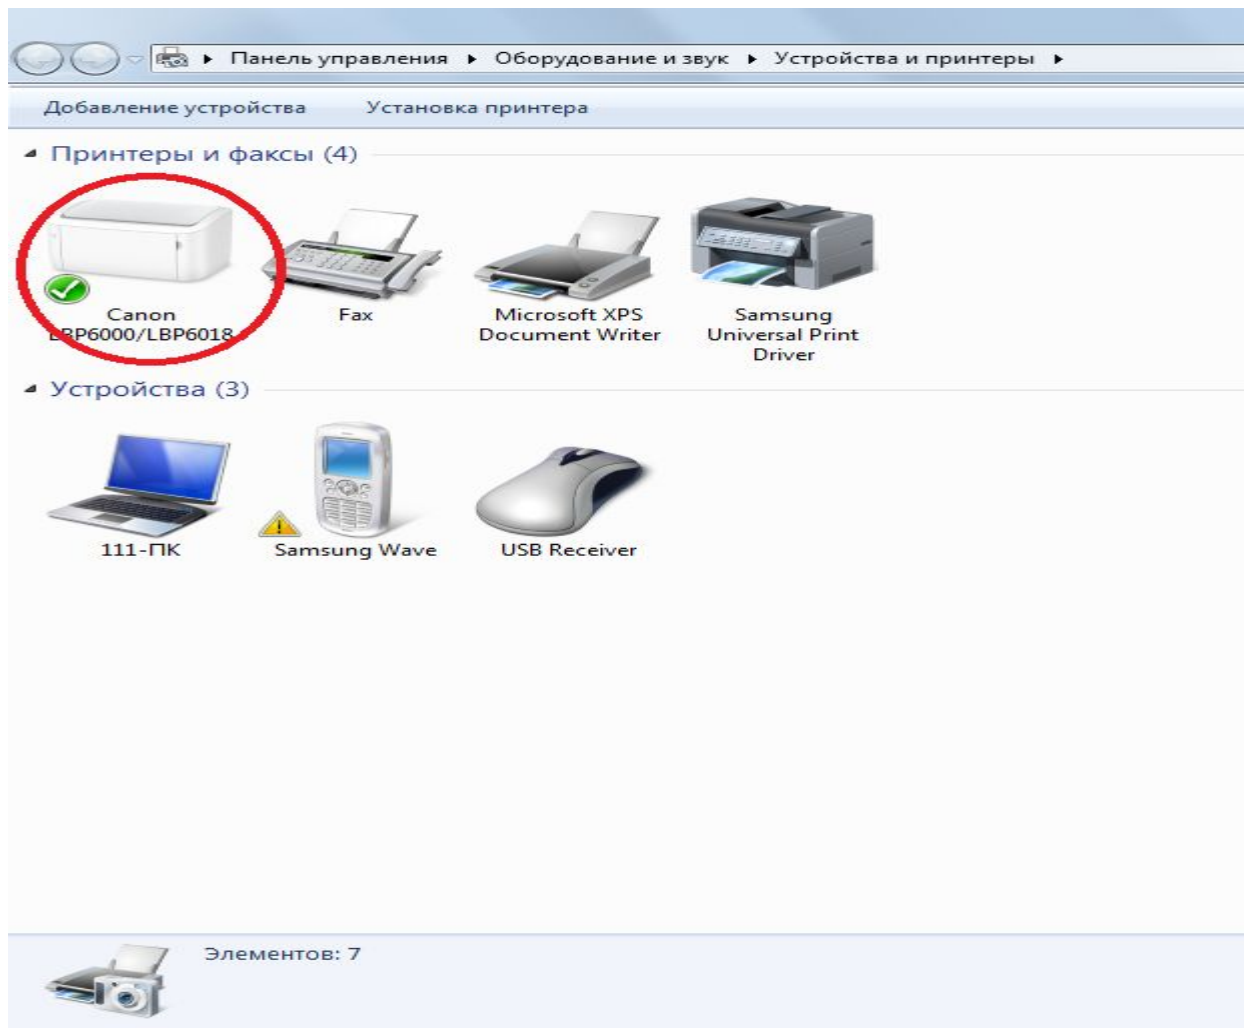 Панель управления ▸ Оборудование и звук ▸ Устройства и принтеры ▸
Добавление устройства Установка принтера
Принтеры и факсы (4)
Canon
LBP6000/LBP6018
Fax
Microsoft XPS
Document Writer
Samsung
Universal Print
Driver
Устройства (3)
111-ПК
Samsung Wave
USB Receiver
Элементов: 7